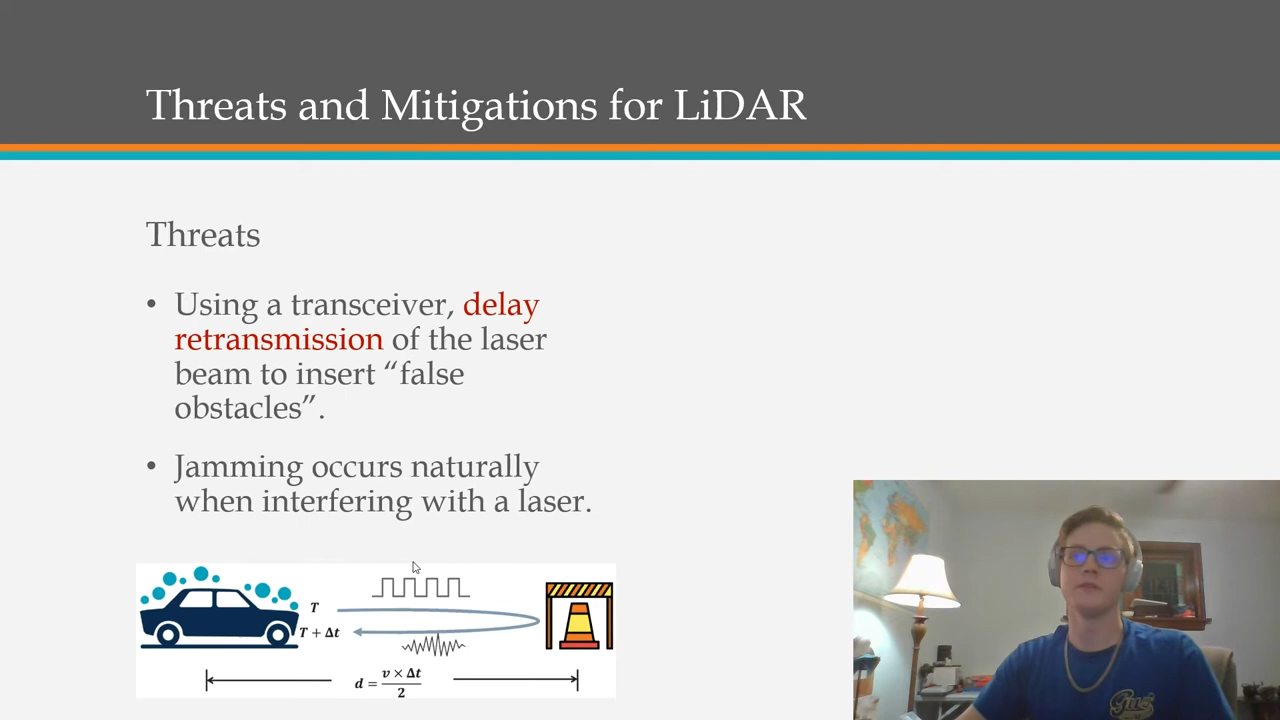 Threats and Mitigations for LiDAR
Threats
• Using a transceiver, delay
retransmission of the laser
beam to insert “false
obstacles”.
• Jamming occurs naturally
when interfering with a laser.
T
T + Δt
d = v × Δt / 2